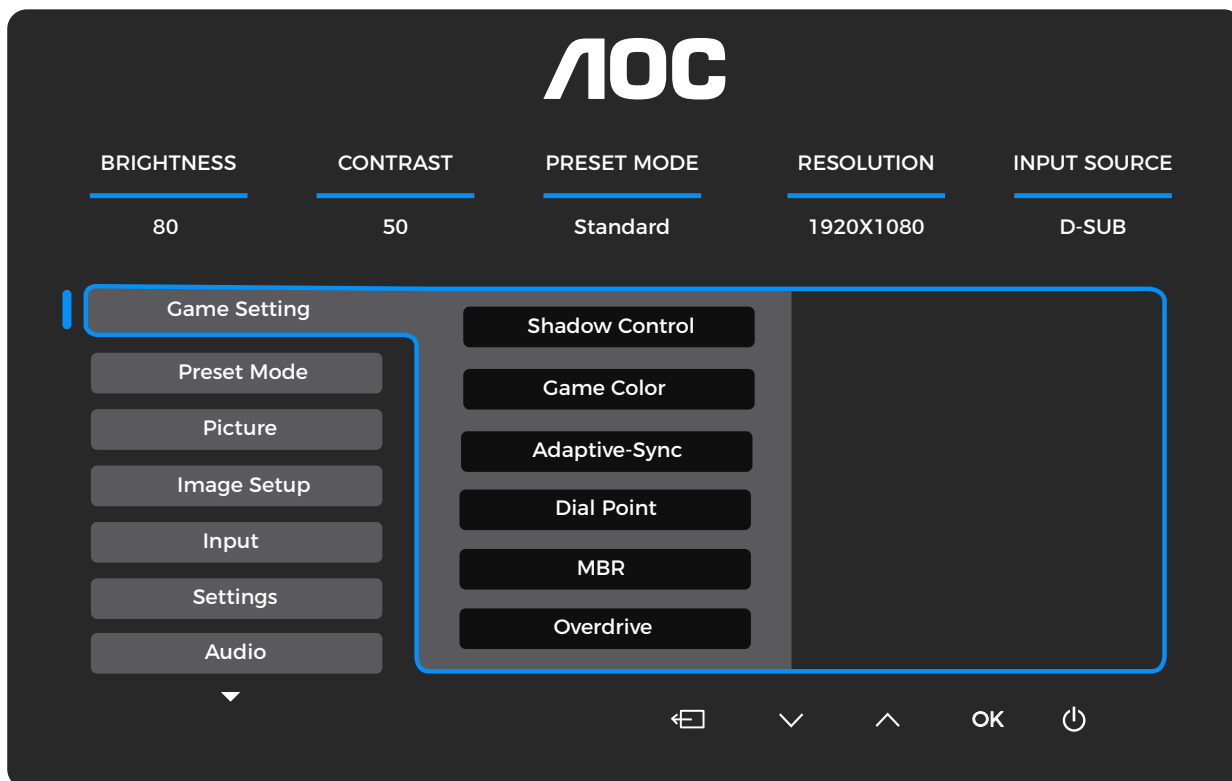 AOC
BRIGHTNESS CONTRAST PRESET MODE RESOLUTION INPUT SOURCE
80 50 Standard 1920X1080 D-SUB
Game Setting
Preset Mode
Picture
Image Setup
Input
Settings
Audio
Shadow Control
Game Color
Adaptive-Sync
Dial Point
MBR
Overdrive
OK